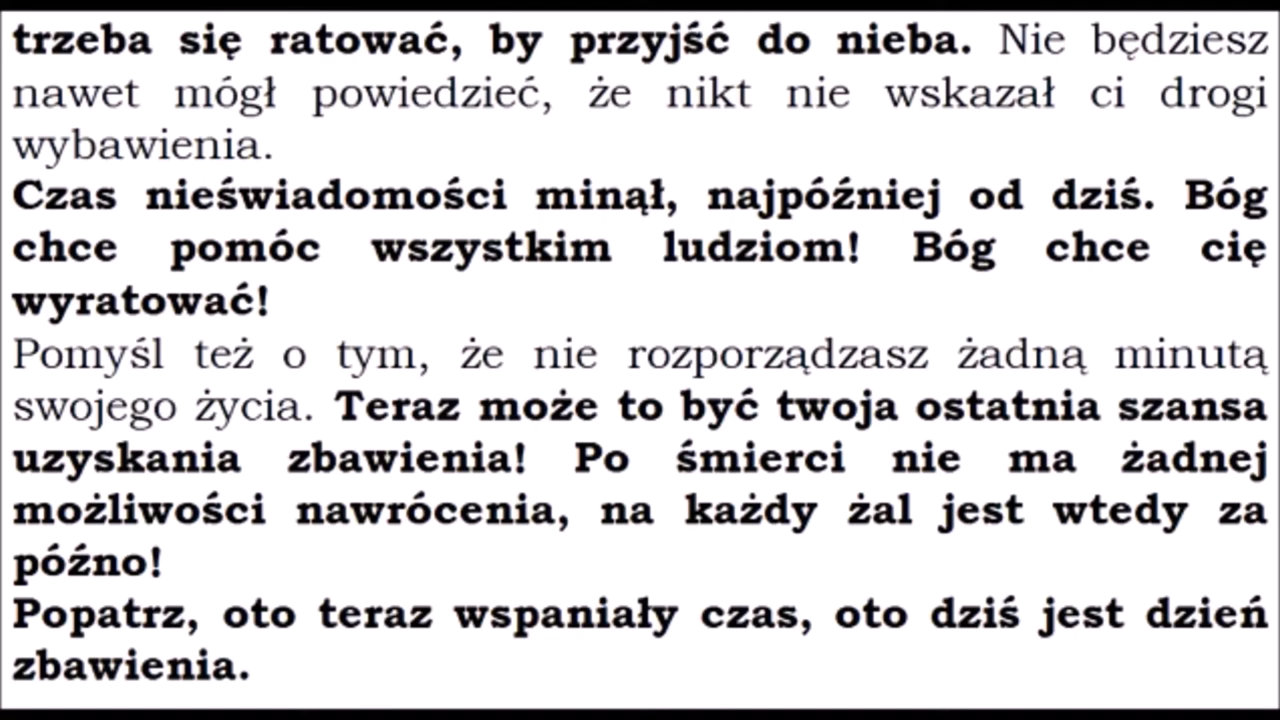 trzeba się ratować, by przyjść do nieba. Nie będziesz
nawet mógł powiedzieć, że nikt nie wskazał ci drogi
wybawienia.
Czas nieświadomości minął, najpóźniej od dziś. Bóg
chce pomóc wszystkim ludziom! Bóg chce cię
wyratować!
Pomyśl też o tym, że nie rozporządzasz żadną minutą
swojego życia. Teraz może to być twoja ostatnia szansa
uzyskania zbawienia! Po śmierci nie ma żadnej
możliwości nawrócenia, na każdy żal jest wtedy za
późno!
Popatrz, oto teraz wspaniały czas, oto dziś jest dzień
zbawienia.